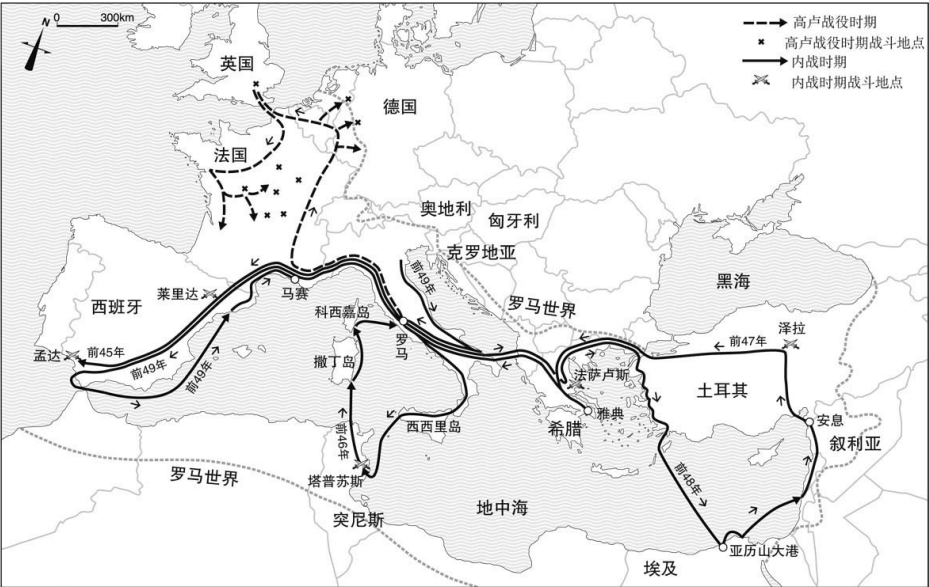 N
0 300km
高卢战役时期
高卢战役时期战斗地点
内战时期
内战时期战斗地点
英国
德国
法国
奥地利
匈牙利
克罗地亚
黑海
西班牙
莱里达
马赛
前49年
罗马世界
科西嘉岛
罗马
泽拉
孟达
前45年
前49年
前49年
撒丁岛
前47年
法萨卢斯
土耳其
雅典
希腊
安息
叙利亚
西西里岛
前46年
塔普苏斯
罗马世界
突尼斯
地中海
前48年
亚历山大港
埃及